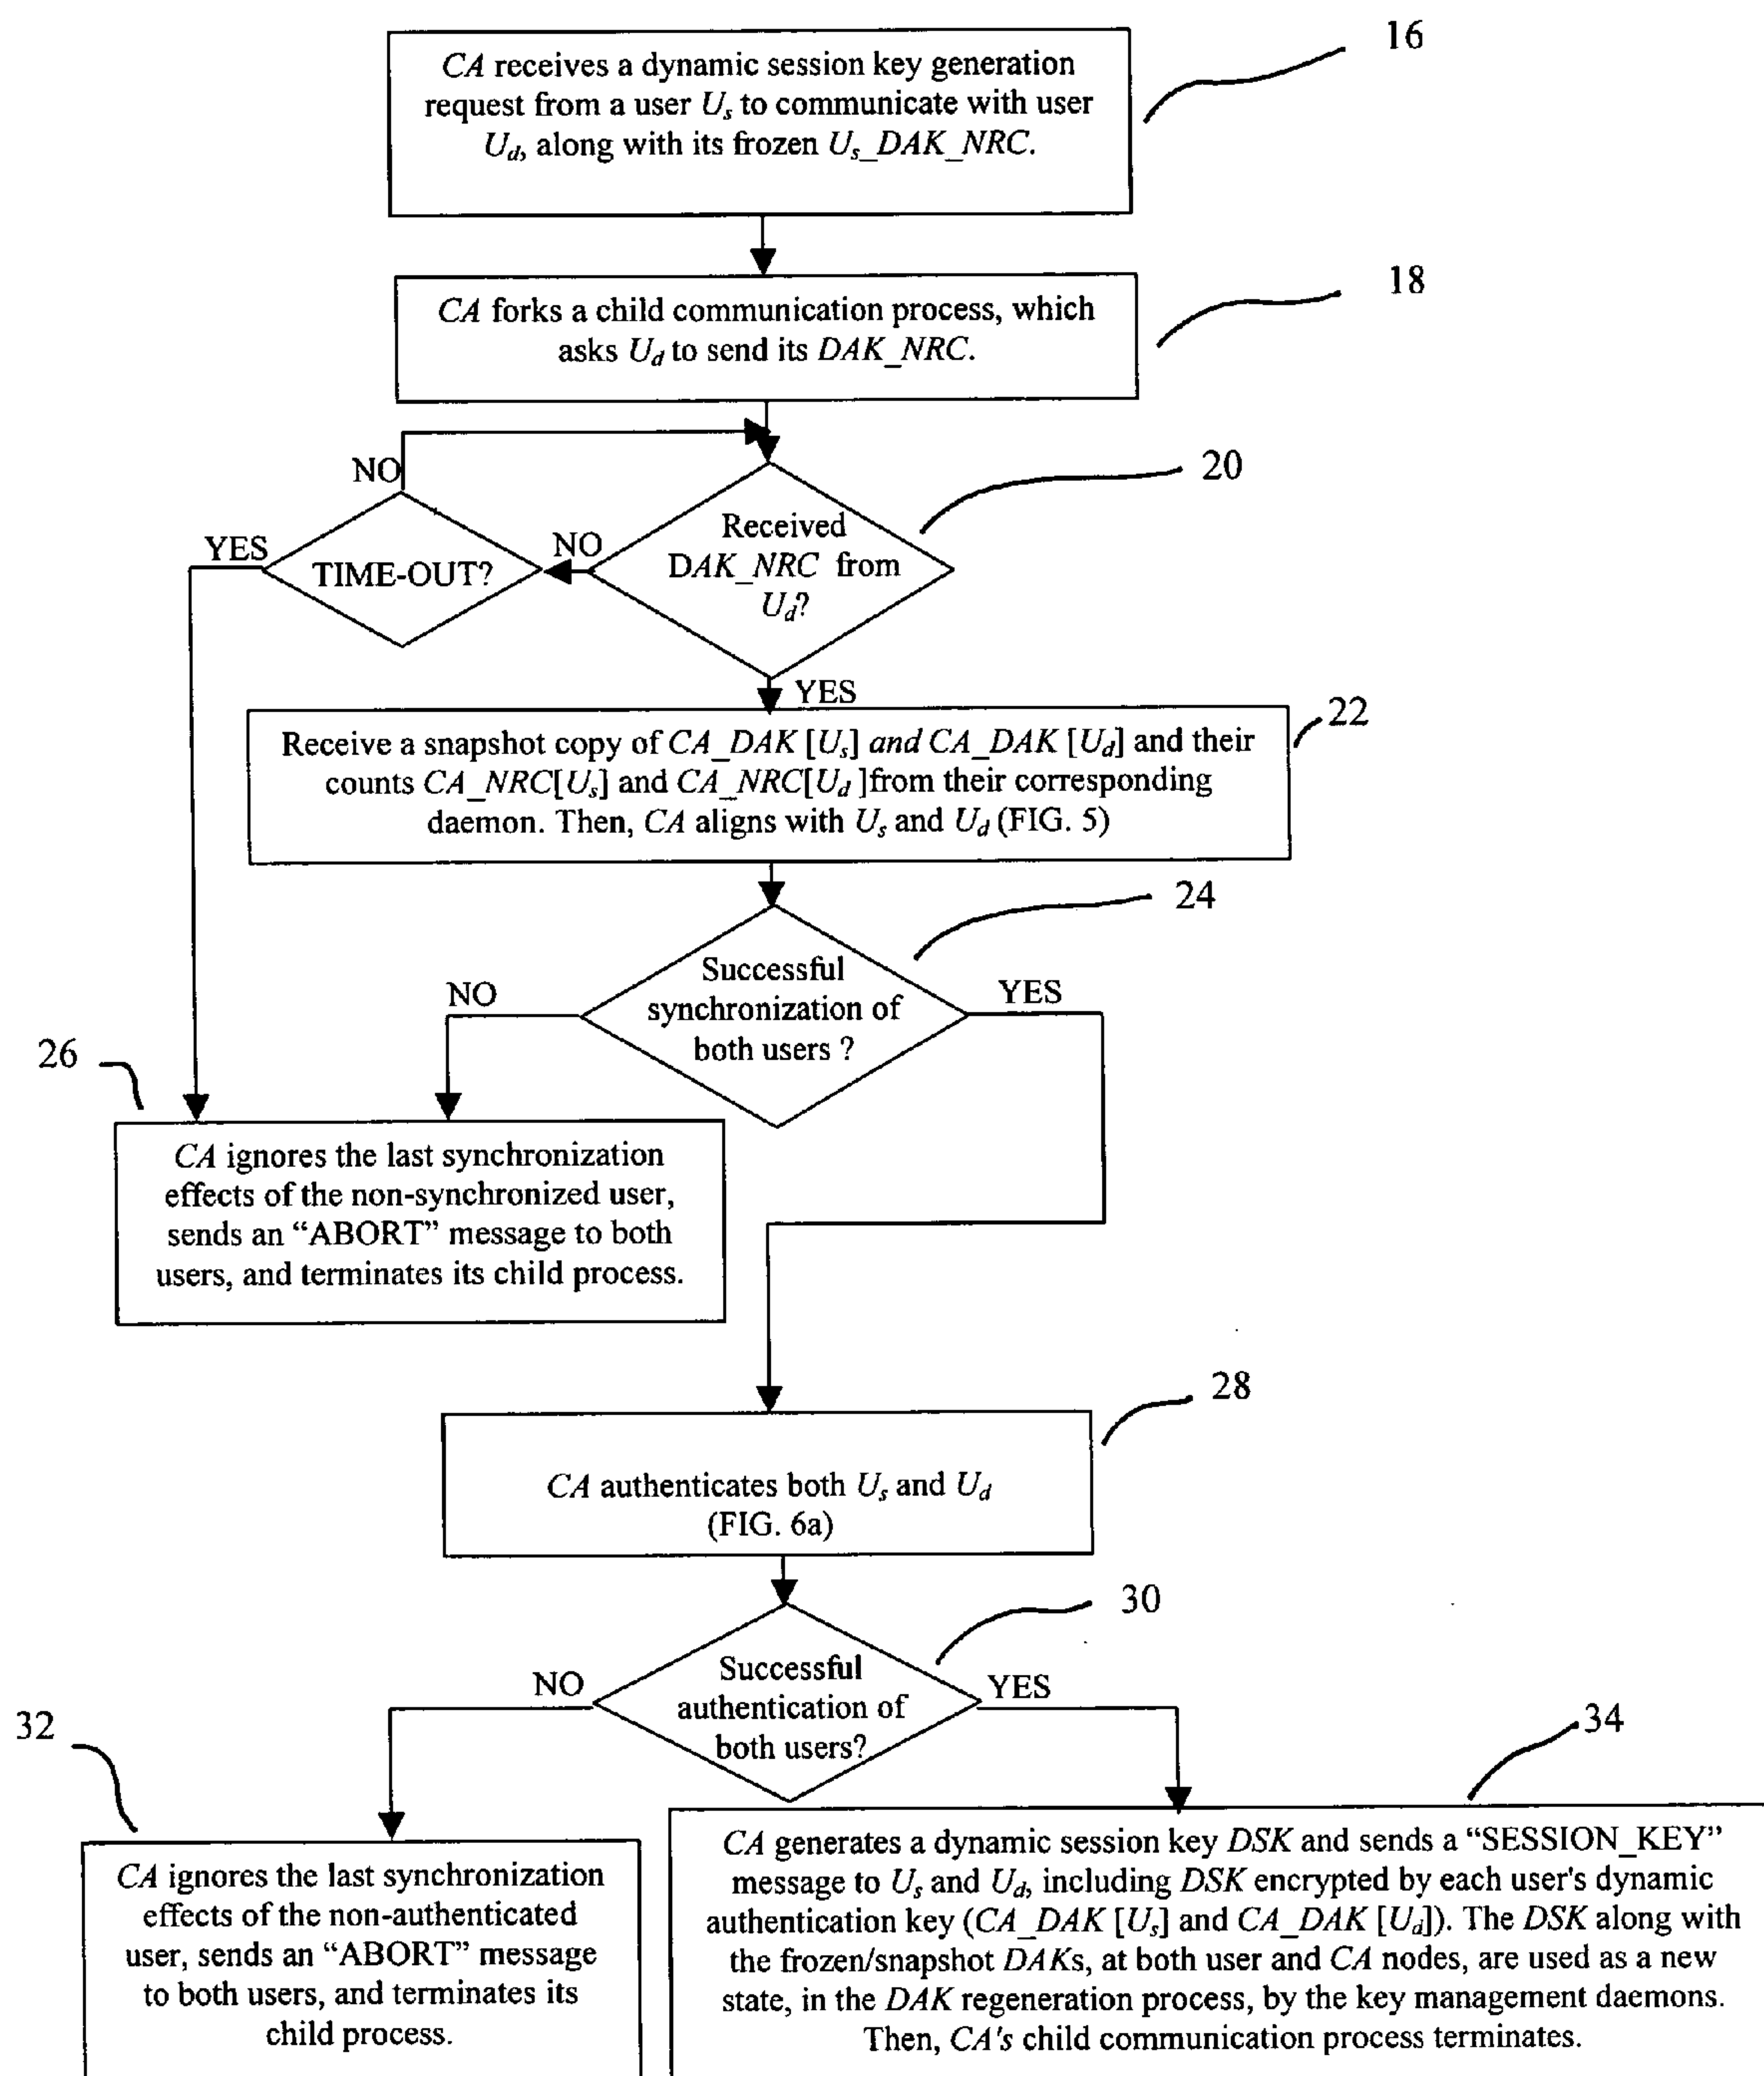 16
CA receives a dynamic session key generation
request from a user Us to communicate with user
Ud, along with its frozen Us_DAK_NRC.
18
CA forks a child communication process, which
asks Ud to send its DAK_NRC.
NO
20
YES
TIME-OUT?
NO
Received
DAK_NRC from
Ud?
YES
22
Receive a snapshot copy of CA_DAK [Us] and CA_DAK [Ud] and their
counts CA_NRC[Us] and CA_NRC[Ud ]from their corresponding
daemon. Then, CA aligns with Us and Ud (FIG. 5)
24
NO
Successful
synchronization of
both users ?
YES
26
CA ignores the last synchronization
effects of the non-synchronized user,
sends an “ABORT” message to both
users, and terminates its child process.
28
CA authenticates both Us and Ud
(FIG. 6a)
30
NO
Successful
authentication of
both users?
YES
32
34
CA ignores the last synchronization
effects of the non-authenticated
user, sends an “ABORT” message
to both users, and terminates its
child process.
CA generates a dynamic session key DSK and sends a “SESSION_KEY”
message to Us and Ud, including DSK encrypted by each user's dynamic
authentication key (CA_DAK [Us] and CA_DAK [Ud]). The DSK along with
the frozen/snapshot DAKs, at both user and CA nodes, are used as a new
state, in the DAK regeneration process, by the key management daemons.
Then, CA's child communication process terminates.